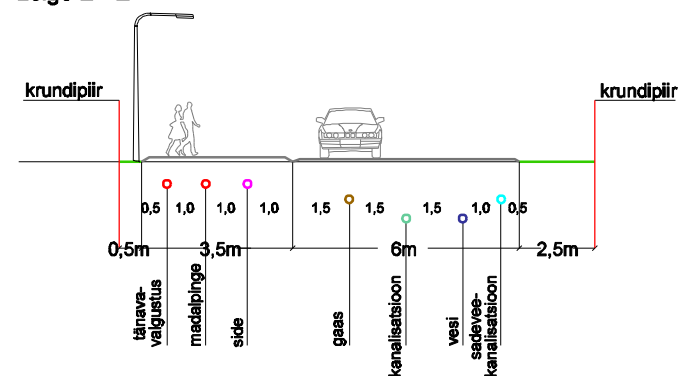 krundipiir
krundipiir
0,5
1,0
1,0
1,0
1,5
1,5
1,5
1,0
0,5
0,5m
3,5m
6m
2,5m
tänava-
valgustus
madalpinge
side
gaas
kanalisatsioon
vesi
sadevee-
kanalisatsioon